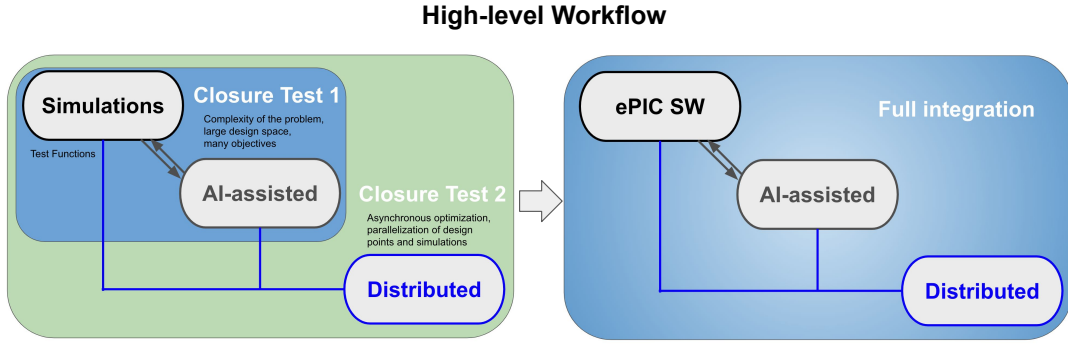 High-level Workflow
Simulations
Closure Test 1
Complexity of the problem,
large design space,
many objectives
Test Functions
AI-assisted
Closure Test 2
Asynchronous optimization,
parallelization of design
points and simulations
Distributed
ePIC SW
Full integration
AI-assisted
Distributed